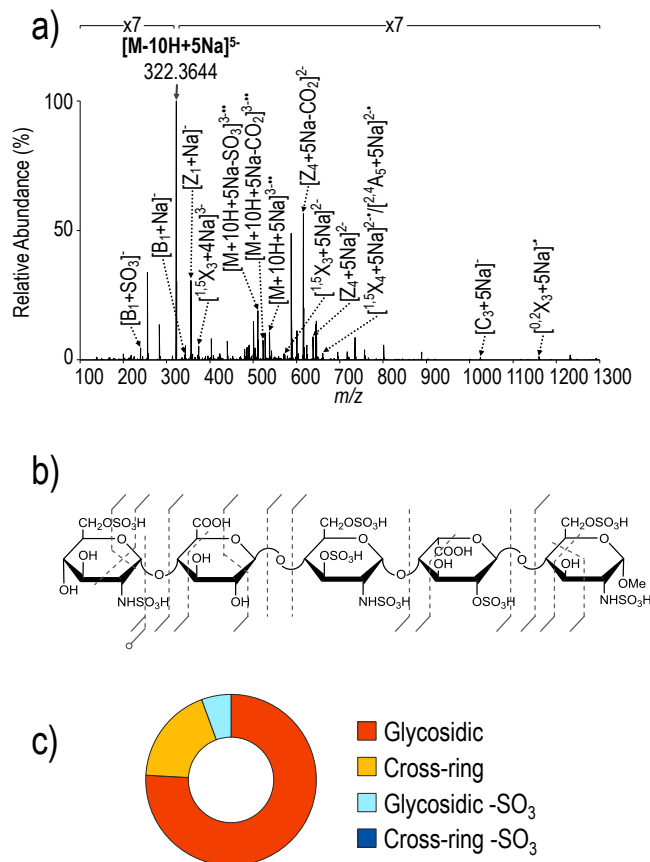 a)
x7
x7
[M-10H+5Na]⁵⁻
322.3644
Relative Abundance (%)
100
50
0
[B₁+SO₃]⁻
[B₁+Na]⁻
[Z₁+Na]⁻
[¹,⁵X₃+4Na]³⁻
[M+10H+5Na-SO₃]³⁻••
[M+10H+5Na-CO₂]³⁻••
[M+10H+5Na]³⁻••
[¹,⁵X₃+5Na]²⁻
[Z₄+5Na-CO₂]²⁻
[Z₄+5Na]²⁻
[¹,⁵X₄+5Na]²⁻•/[²,⁴A₅+5Na]²⁻•
[C₃+5Na]⁻
[⁰,²X₃+5Na]⁻•
100 200 300 400 500 600 700 800 900 1000 1100 1200 1300
m/z
b)
CH₂OSO₃H
O
OH
OH
NHSO₃H
O
COOH
O
OH
OH
O
CH₂OSO₃H
O
OSO₃H
NHSO₃H
O
O
COOH
OH
OSO₃H
O
CH₂OSO₃H
O
OH
OMe
NHSO₃H
c)
Glycosidic
Cross-ring
Glycosidic -SO₃
Cross-ring -SO₃